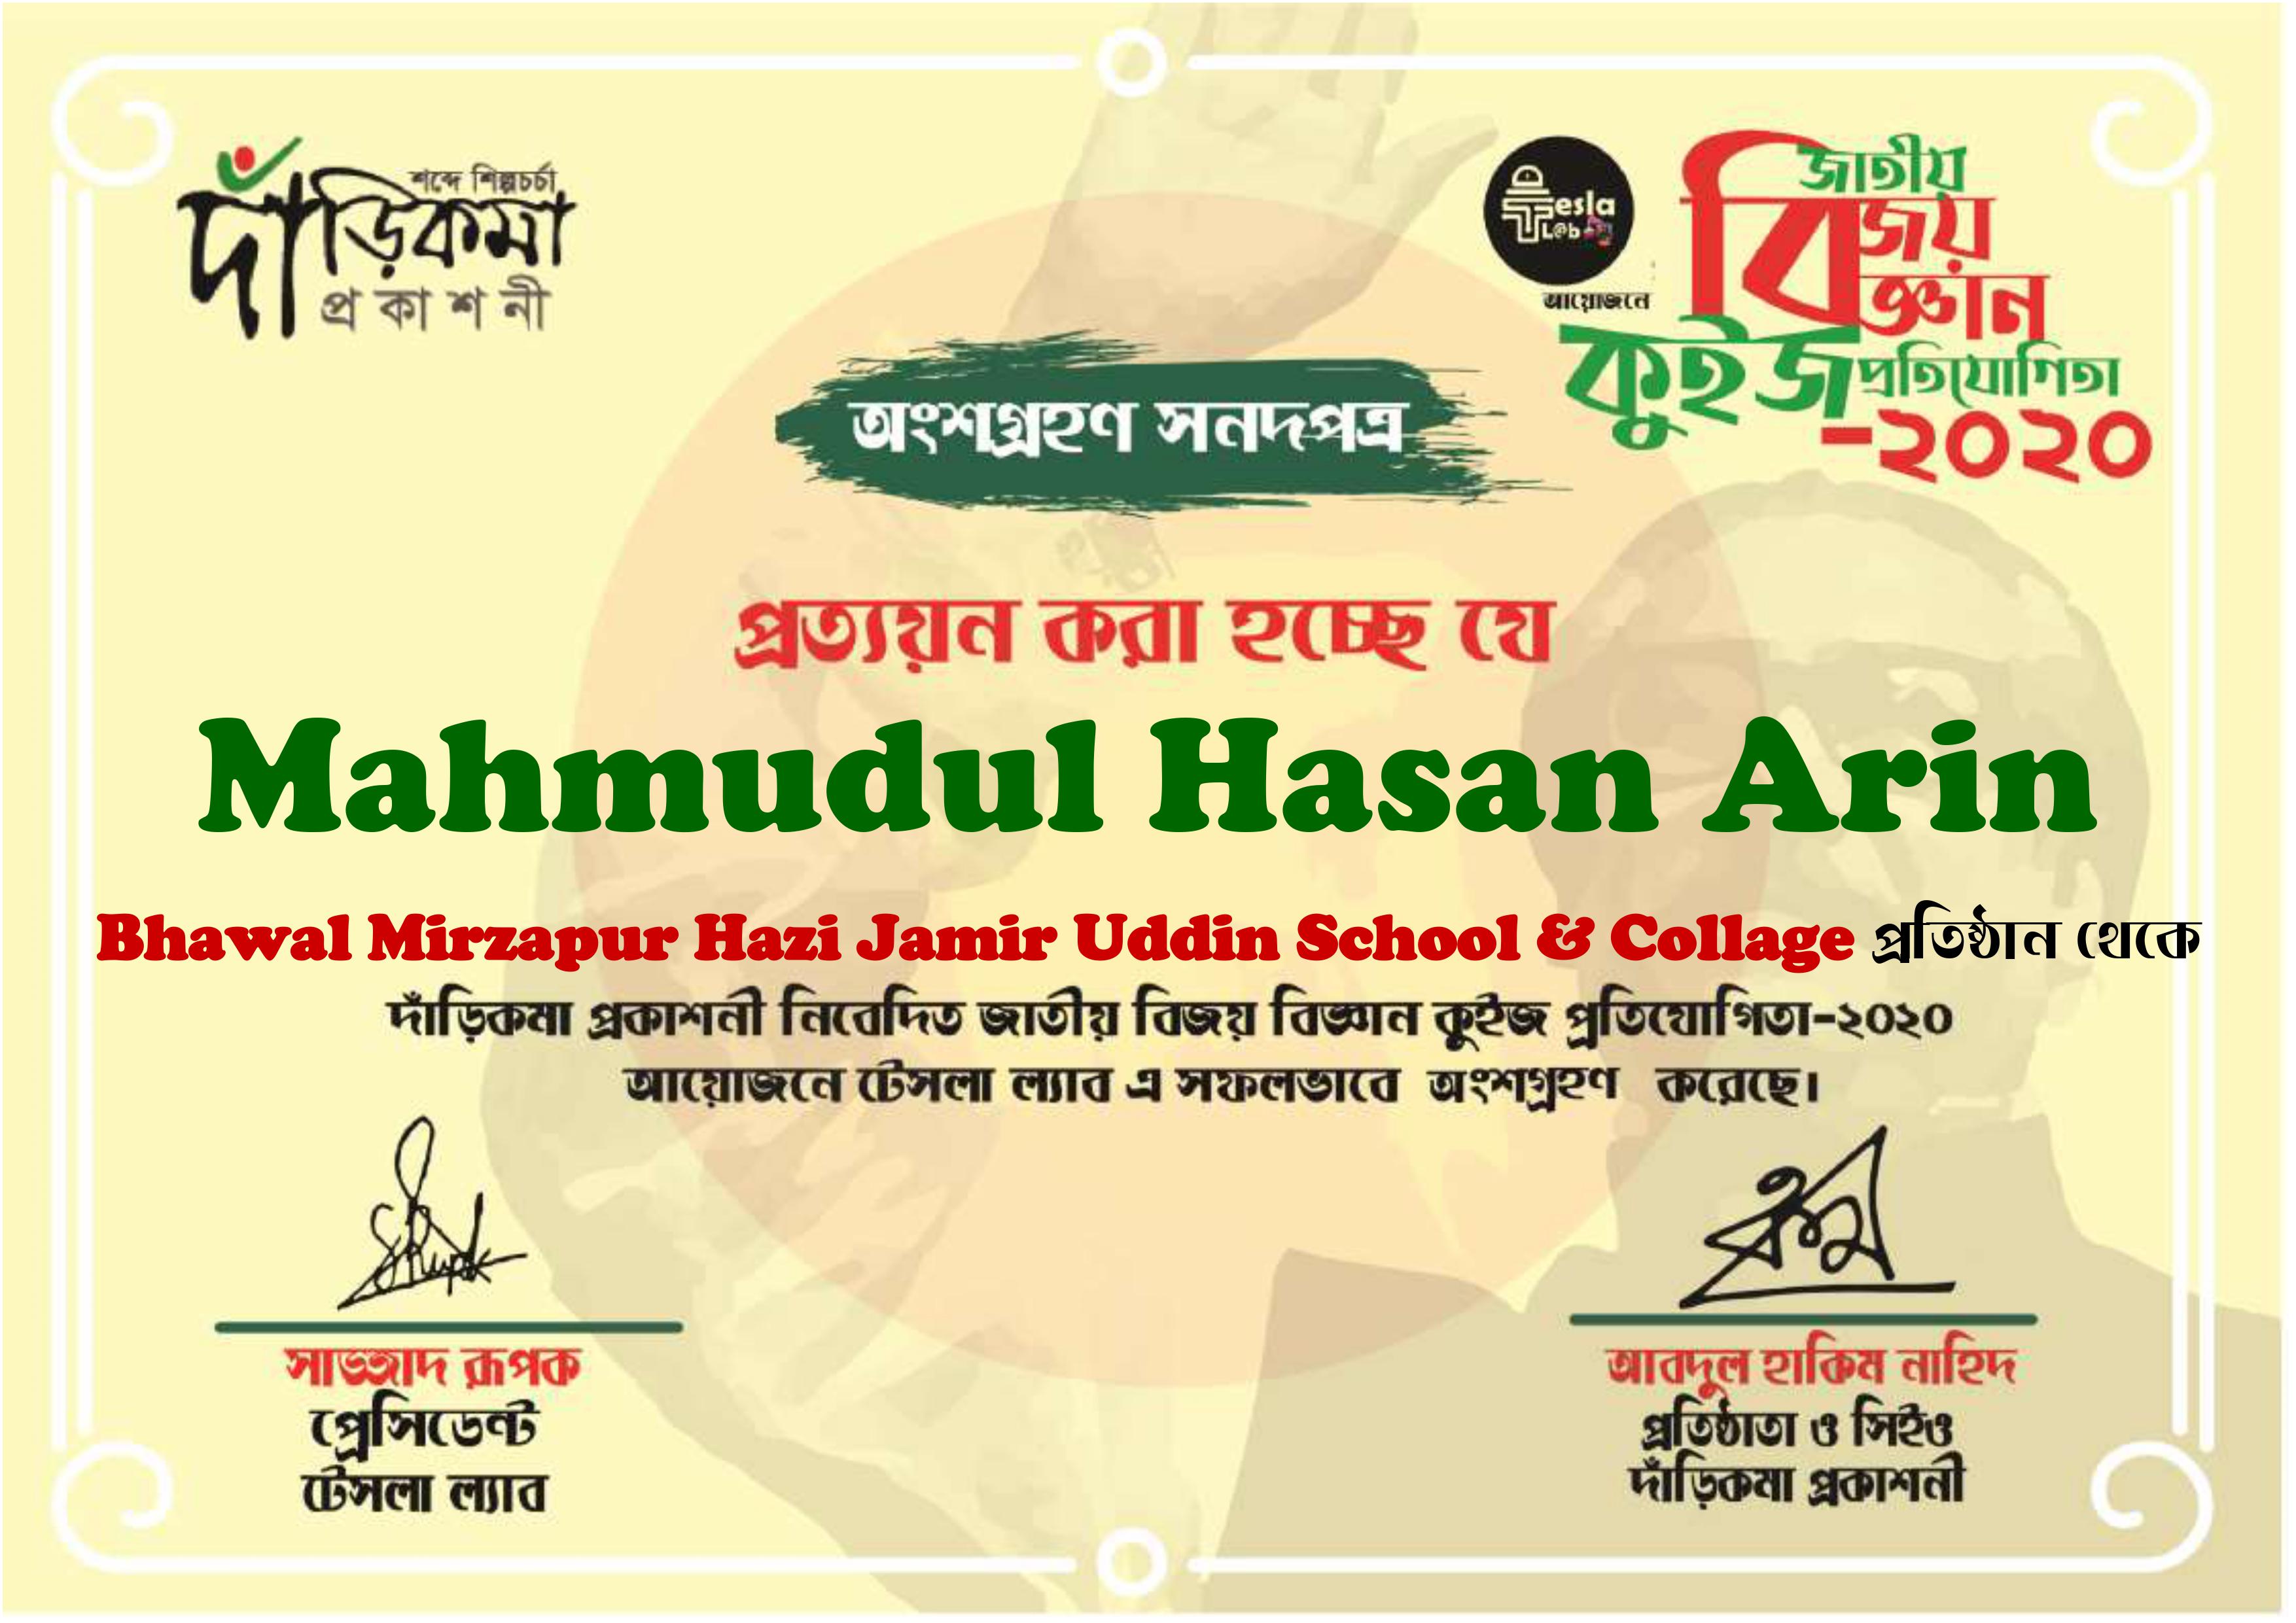 শব্দে শিল্পচর্চা
দাঁড়িকমা
প্রকাশনী
Tesla
L@b
আয়োজনে
জাতীয়
বিজয়
বিজ্ঞান
কুইজ প্রতিযোগিতা
-২০২০
অংশগ্রহণ সনদপত্র
প্রত্যয়ন করা হচ্ছে যে
Mahmudul Hasan Arin
Bhawal Mirzapur Hazi Jamir Uddin School & Collage প্রতিষ্ঠান থেকে
দাঁড়িকমা প্রকাশনী নিবেদিত জাতীয় বিজয় বিজ্ঞান কুইজ প্রতিযোগিতা-২০২০
আয়োজনে টেসলা ল্যাব এ সফলভাবে অংশগ্রহণ করেছে।
সাজ্জাদ রূপক
প্রেসিডেন্ট
টেসলা ল্যাব
আবদুল হাকিম নাহিদ
প্রতিষ্ঠাতা ও সিইও
দাঁড়িকমা প্রকাশনী